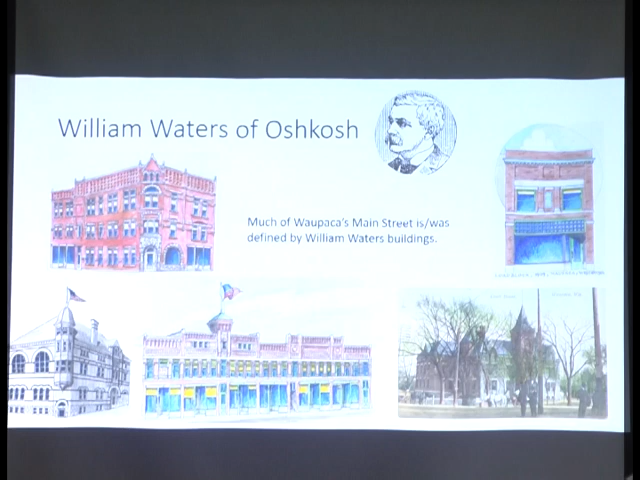 William Waters of Oshkosh
Much of Waupaca's Main Street is/was
defined by William Waters buildings.